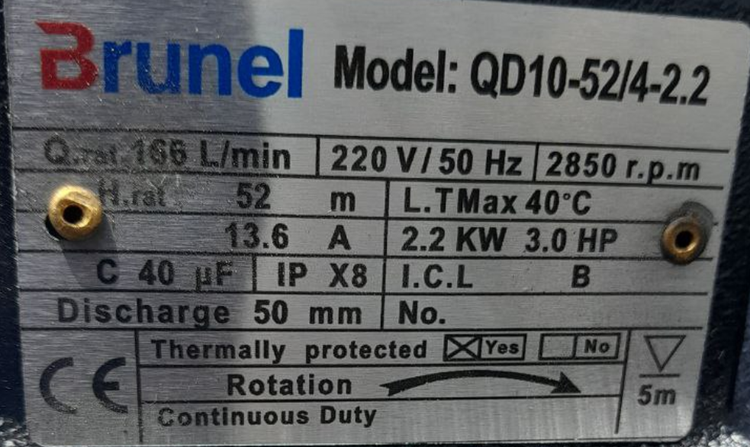 Brunel Model: QD10-52/4-2.2
Q.rat 166 L/min 220 V/50 Hz 2850 r.p.m
H.rat 52 m L.TMax 40°C
13.6 A 2.2 KW 3.0 HP
C 40 µF IP X8 I.C.L B
Discharge 50 mm No.
Thermally protected Yes No
CE Rotation 5m
Continuous Duty